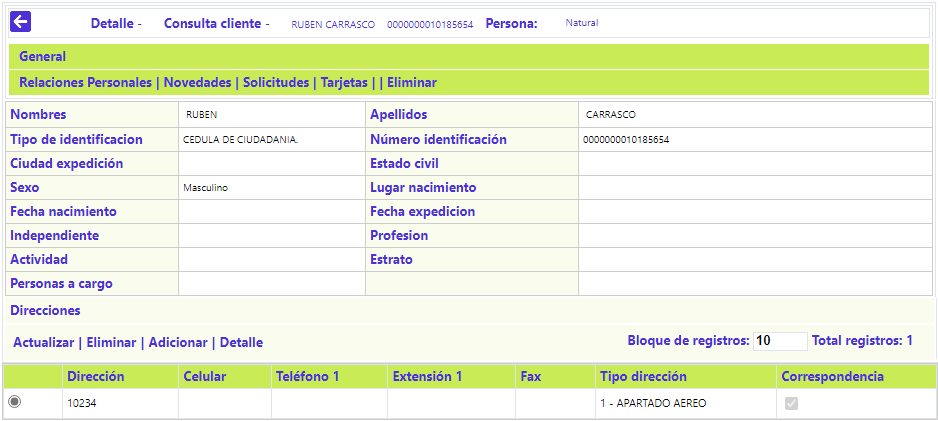 Detalle - Consulta cliente - RUBEN CARRASCO 0000000010185654 Persona: Natural
General
Relaciones Personales | Novedades | Solicitudes | Tarjetas | | Eliminar
Nombres RUBEN Apellidos CARRASCO
Tipo de identificacion CEDULA DE CIUDADANIA. Número identificación 0000000010185654
Ciudad expedición Estado civil
Sexo Masculino Lugar nacimiento
Fecha nacimiento Fecha expedicion
Independiente Profesion
Actividad Estrato
Personas a cargo
Direcciones
Actualizar | Eliminar | Adicionar | Detalle Bloque de registros: 10 Total registros: 1
Dirección Celular Teléfono 1 Extensión 1 Fax Tipo dirección Correspondencia
10234 1 - APARTADO AEREO